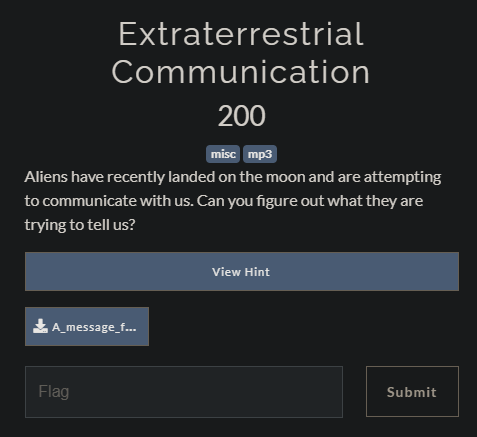 Extraterrestrial
Communication
200
misc mp3
Aliens have recently landed on the moon and are attempting
to communicate with us. Can you figure out what they are
trying to tell us?
View Hint
A_message_f...
Flag
Submit